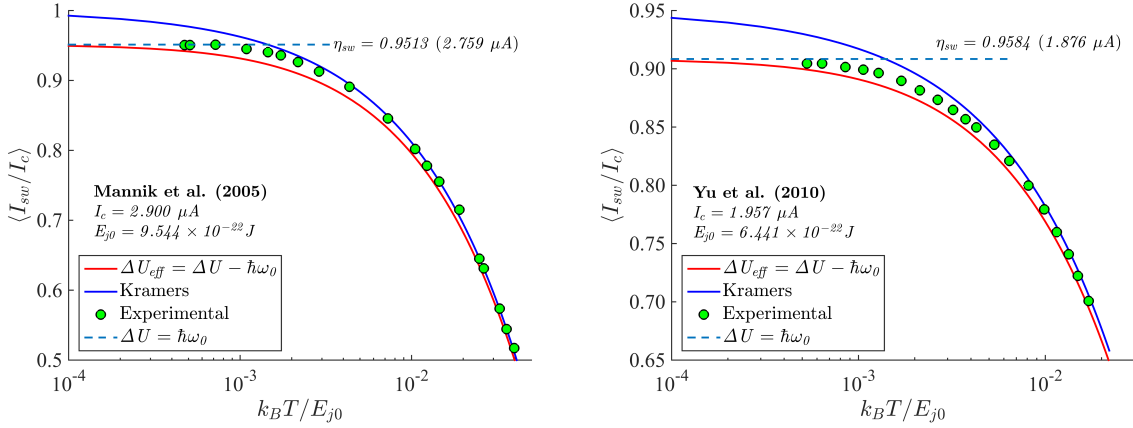 1
0.9
0.8
0.7
0.6
0.5
⟨I_sw/I_c⟩
η_sw = 0.9513 (2.759 μA)
Mannik et al. (2005)
I_c = 2.900 μA
E_j0 = 9.544 × 10^−22 J
ΔU_eff = ΔU − ℏω_0
Kramers
Experimental
ΔU = ℏω_0
10^-4
10^-3
10^-2
k_BT/E_j0
0.95
0.90
0.85
0.80
0.75
0.70
0.65
⟨I_sw/I_c⟩
η_sw = 0.9584 (1.876 μA)
Yu et al. (2010)
I_c = 1.957 μA
E_j0 = 6.441 × 10^−22 J
ΔU_eff = ΔU − ℏω_0
Kramers
Experimental
ΔU = ℏω_0
10^-4
10^-3
10^-2
k_BT/E_j0